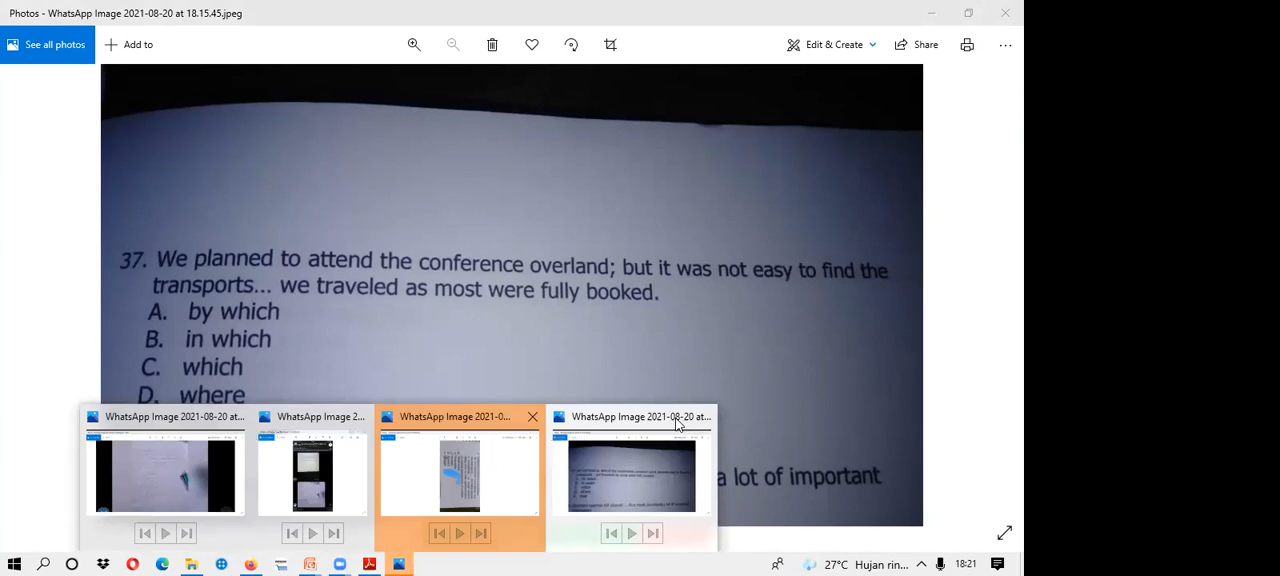 Photos - WhatsApp Image 2021-08-20 at 18.15.45.jpeg
See all photos
Add to
Edit & Create
Share
37. We planned to attend the conference overland; but it was not easy to find the
transports... we traveled as most were fully booked.
A. by which
B. in which
C. which
D. where
a lot of important
WhatsApp Image 2021-08-20 at...
WhatsApp Image 2...
WhatsApp Image 2021-0...
WhatsApp Image 2021-08-20 at...
27°C Hujan rin...
18:21